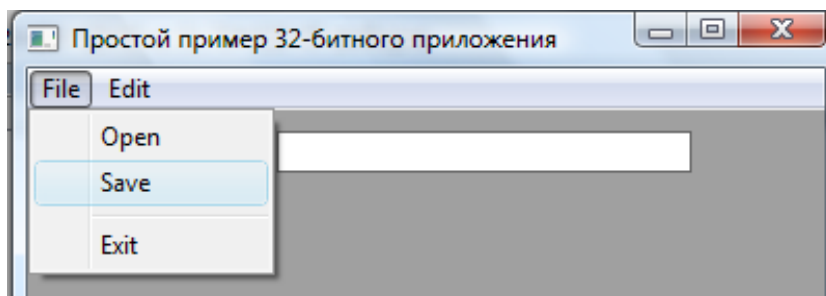 Простой пример 32-битного приложения
File Edit
Open
Save
Exit